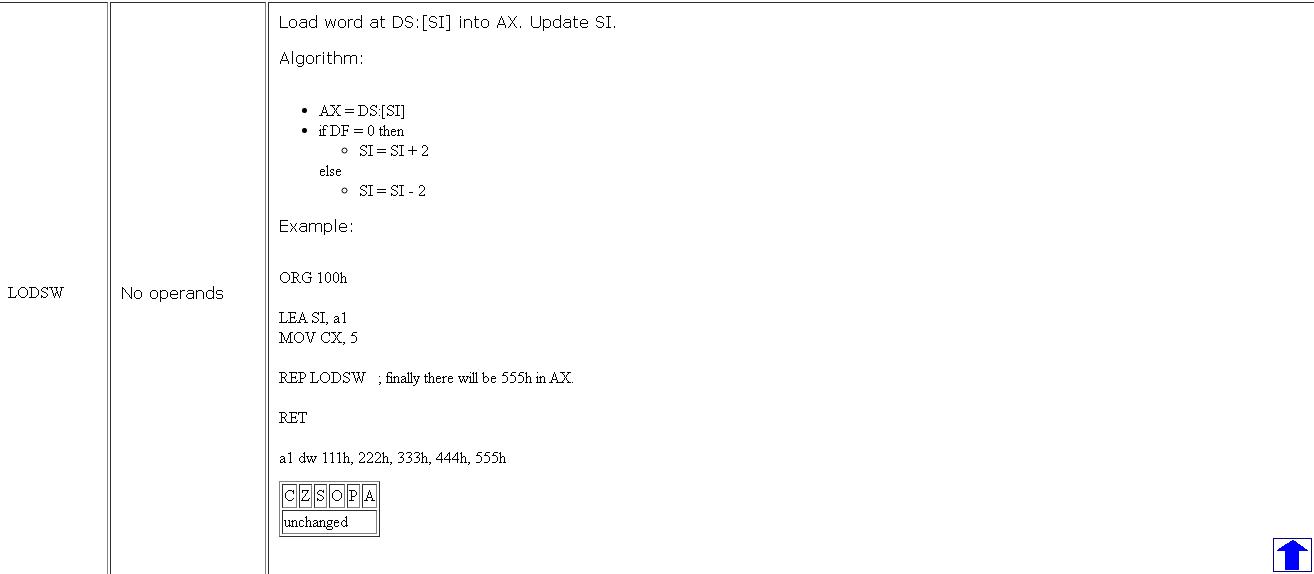 Load word at DS:[SI] into AX. Update SI.
Algorithm:
AX = DS:[SI]
if DF = 0 then
SI = SI + 2
else
SI = SI - 2
Example:
ORG 100h
LODSW
No operands
LEA SI, a1
MOV CX, 5
REP LODSW ; finally there will be 555h in AX.
RET
a1 dw 111h, 222h, 333h, 444h, 555h
C Z S O P A
unchanged